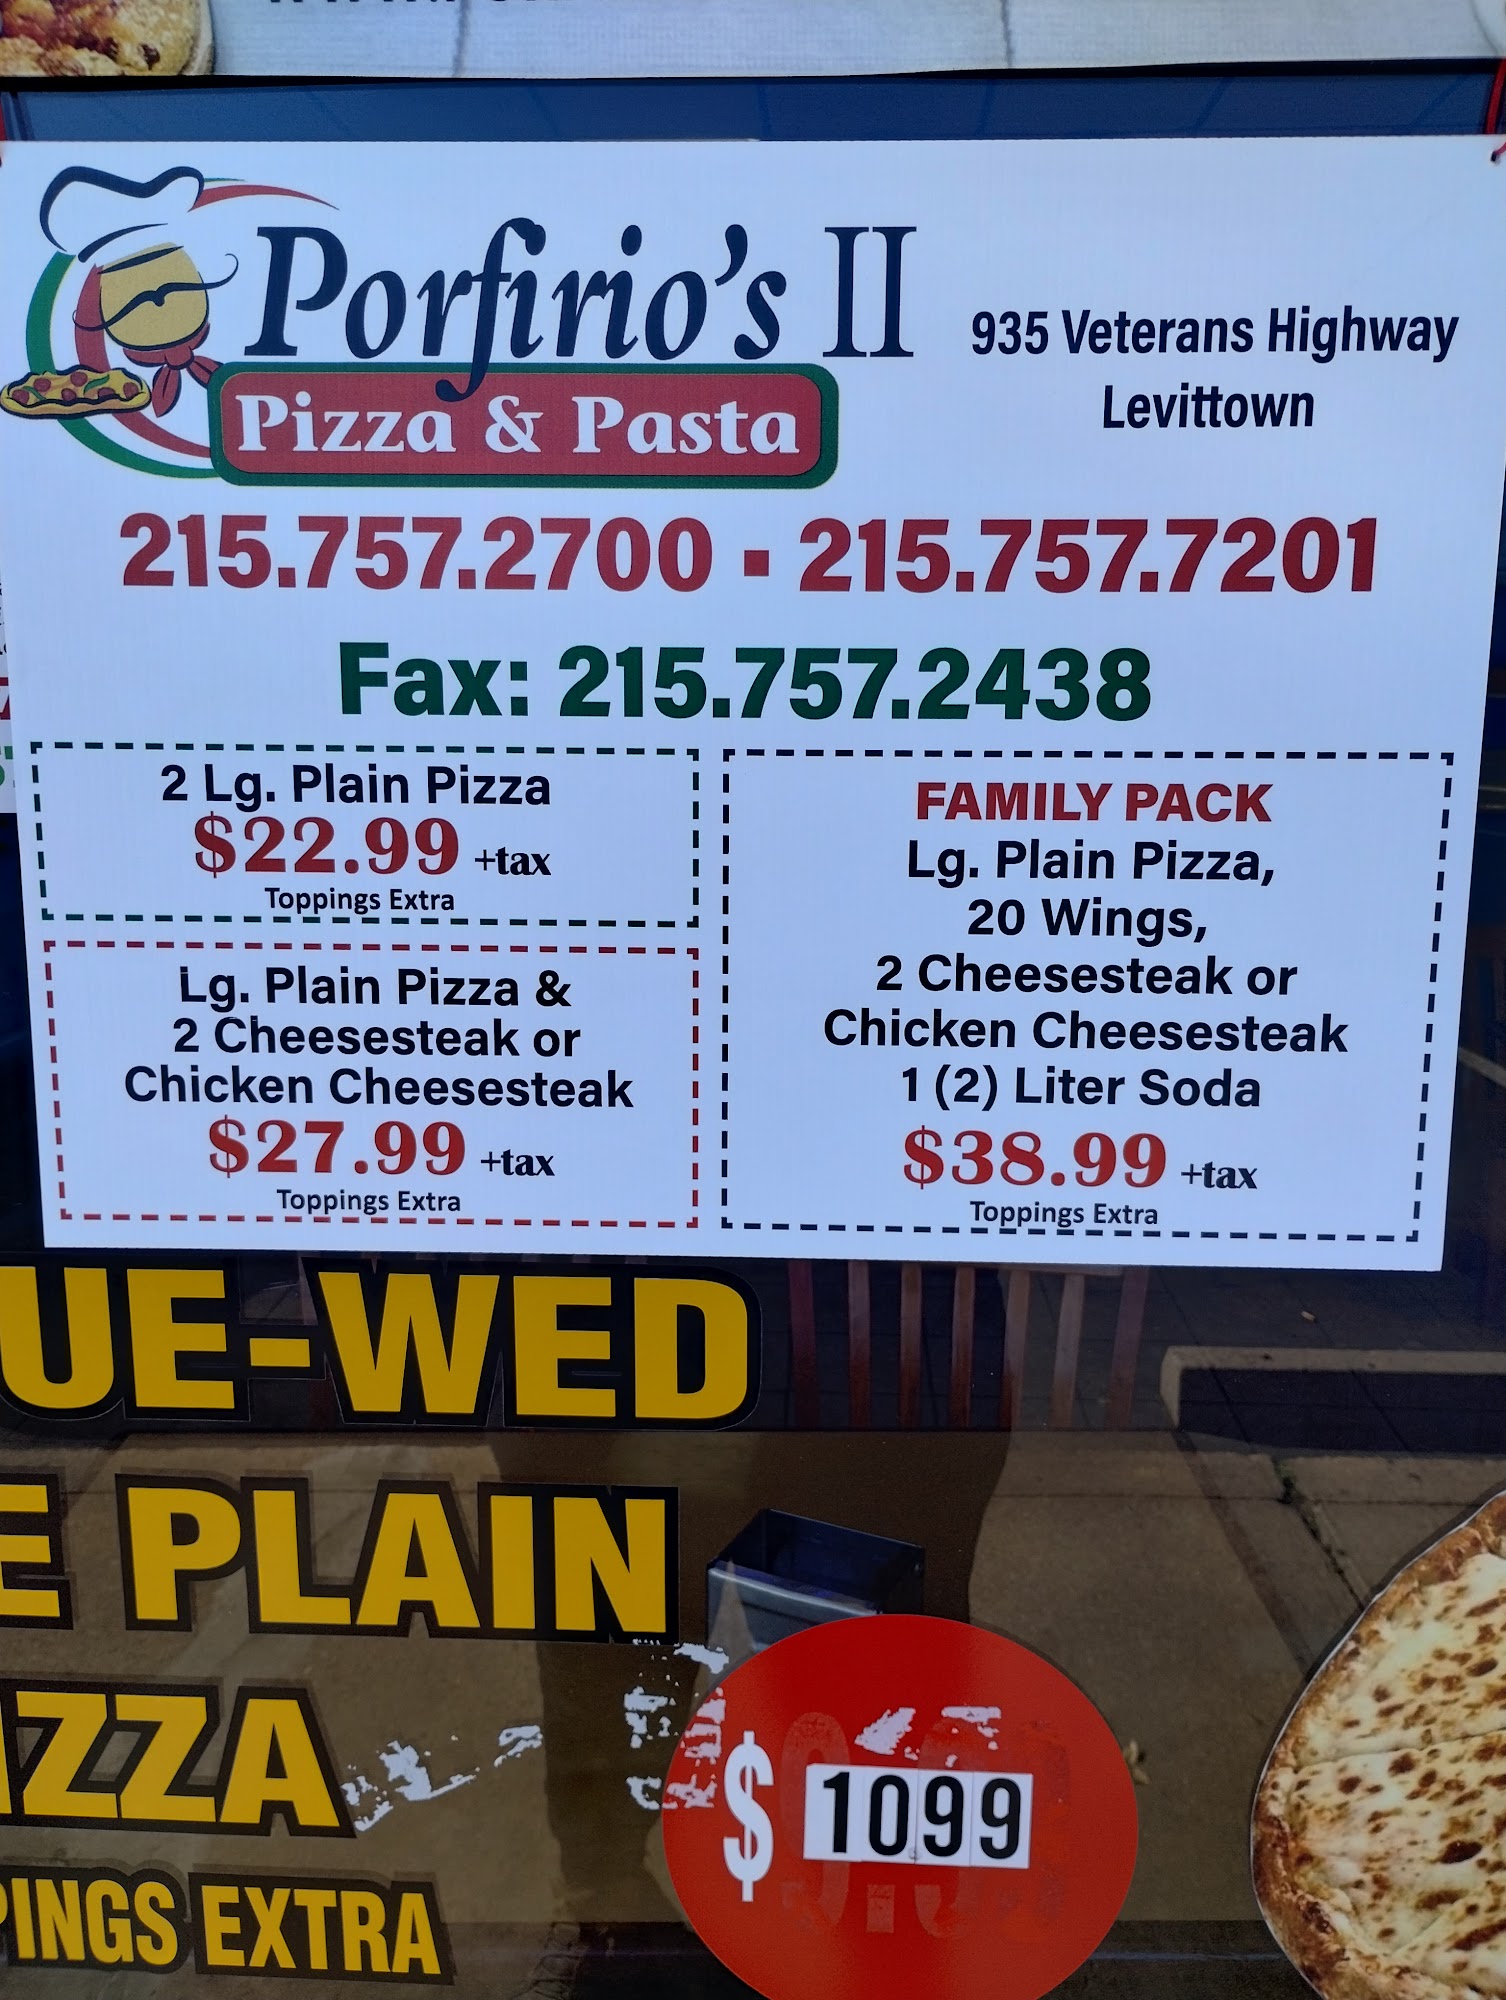 Porfirio's II
Pizza & Pasta
935 Veterans Highway
Levittown
215.757.2700 ▪ 215.757.7201
Fax: 215.757.2438
2 Lg. Plain Pizza
$22.99 +tax
Toppings Extra
Lg. Plain Pizza &
2 Cheesesteak or
Chicken Cheesesteak
$27.99 +tax
Toppings Extra
FAMILY PACK
Lg. Plain Pizza,
20 Wings,
2 Cheesesteak or
Chicken Cheesesteak
1 (2) Liter Soda
$38.99 +tax
Toppings Extra
UE-WED
E PLAIN
IZZA
PINGS EXTRA
$ 1099